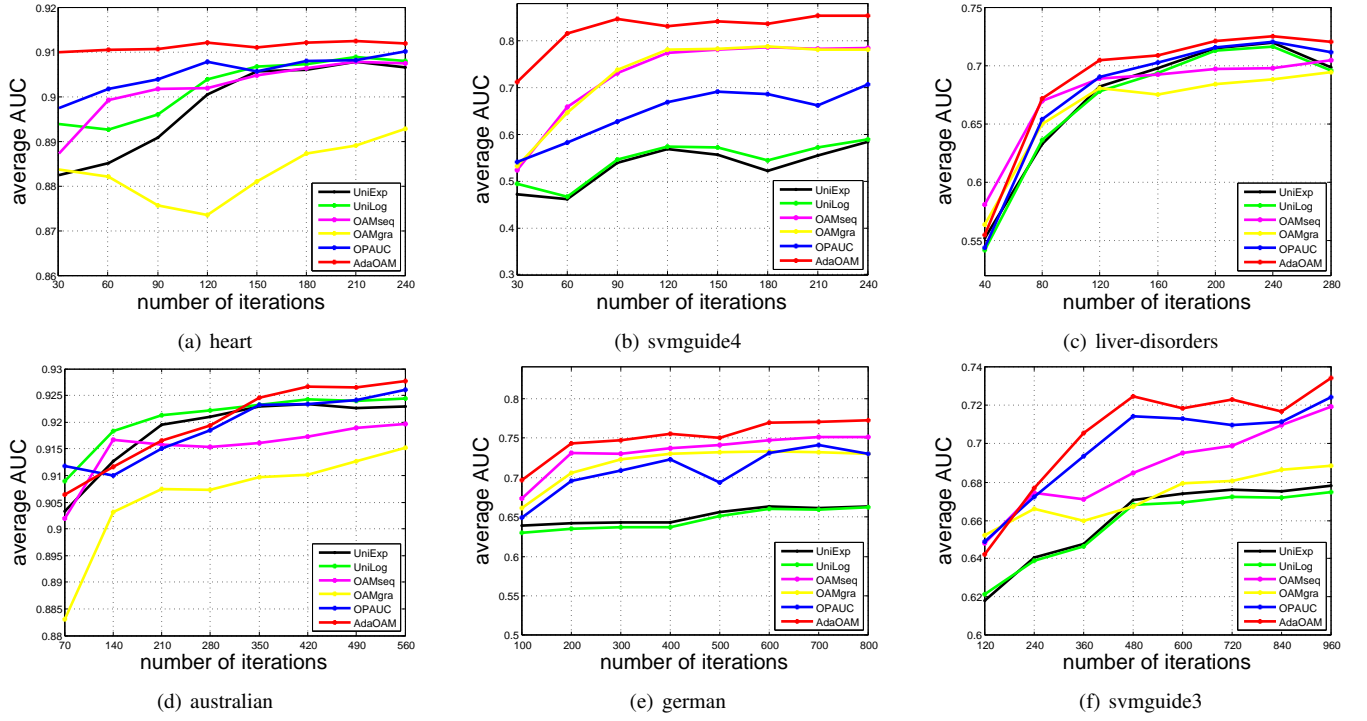 average AUC
0.92
0.91
0.9
0.89
0.88
0.87
0.86
30 60 90 120 150 180 210 240
number of iterations
UniExp
UniLog
OAMseq
OAMgra
OPAUC
AdaOAM
(a) heart
average AUC
0.8
0.7
0.6
0.5
0.4
0.3
30 60 90 120 150 180 210 240
number of iterations
UniExp
UniLog
OAMseq
OAMgra
OPAUC
AdaOAM
(b) svmguide4
average AUC
0.75
0.7
0.65
0.6
0.55
40 80 120 160 200 240 280
number of iterations
UniExp
UniLog
OAMseq
OAMgra
OPAUC
AdaOAM
(c) liver-disorders
average AUC
0.93
0.925
0.92
0.915
0.91
0.905
0.9
0.895
0.89
0.885
0.88
70 140 210 280 350 420 490 560
number of iterations
UniExp
UniLog
OAMseq
OAMgra
OPAUC
AdaOAM
(d) australian
average AUC
0.8
0.75
0.7
0.65
0.6
0.55
0.5
100 200 300 400 500 600 700 800
number of iterations
UniExp
UniLog
OAMseq
OAMgra
OPAUC
AdaOAM
(e) german
average AUC
0.74
0.72
0.7
0.68
0.66
0.64
0.62
0.6
120 240 360 480 600 720 840 960
number of iterations
UniExp
UniLog
OAMseq
OAMgra
OPAUC
AdaOAM
(f) svmguide3